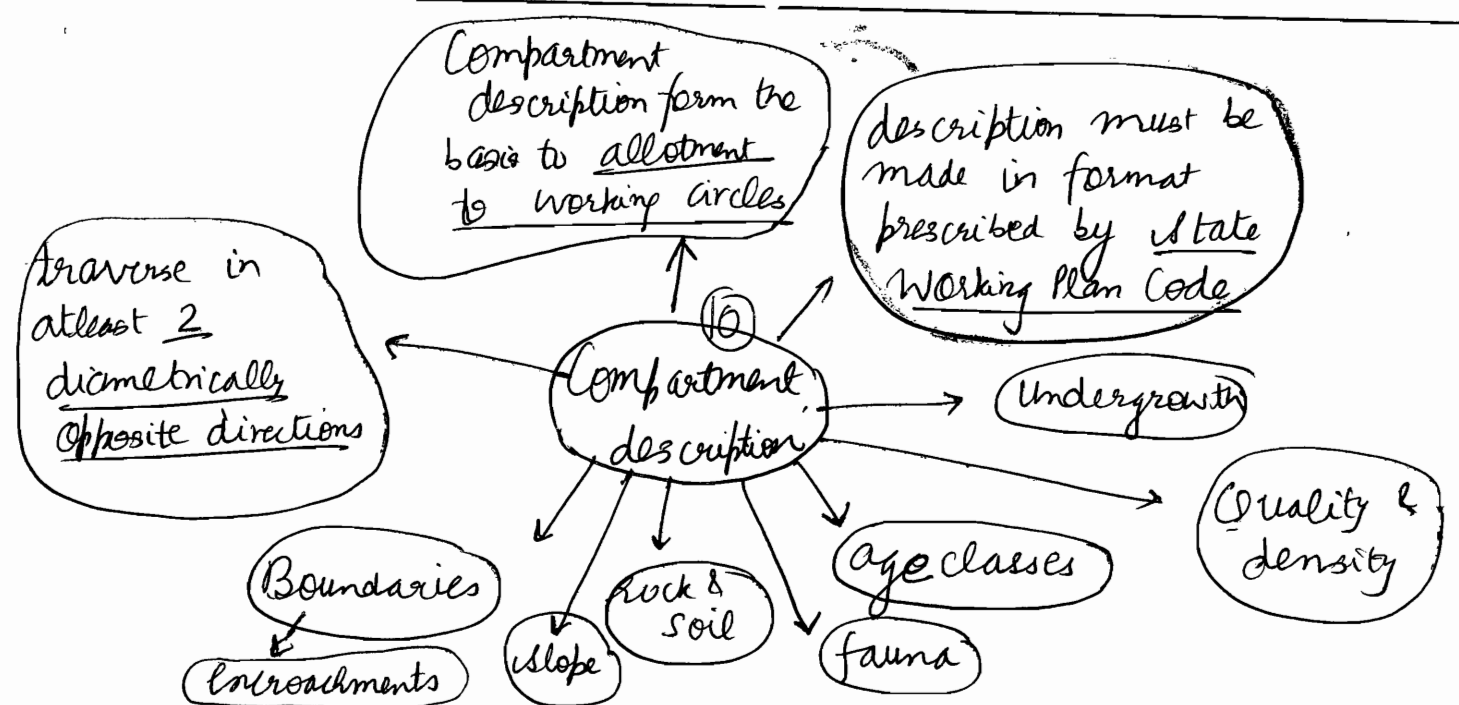 Compartment
description form the
basis to allotment
to working circles
description must be
made in format
prescribed by State
Working Plan Code
traverse in
atleast 2
diametrically
opposite directions
10
Compartment
description
Undergrowth
Quality &
density
age classes
fauna
Rock &
soil
slope
Boundaries
Encroachments